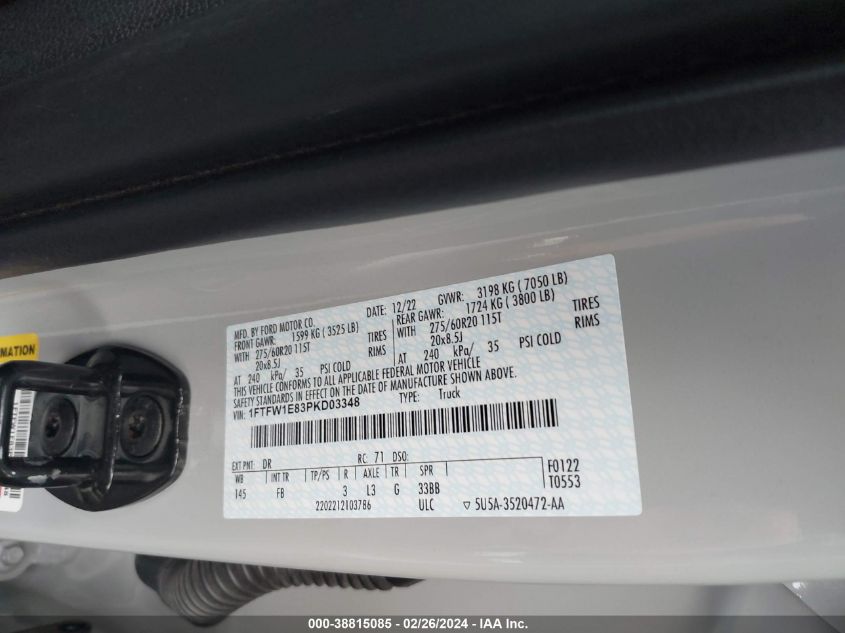 MFD. BY FORD MOTOR CO.
DATE: 12/22 GVWR: 3198 KG ( 7050 LB)
FRONT GAWR: 1599 KG ( 3525 LB)
REAR GAWR: 1724 KG ( 3800 LB)
WITH 275/60R20 115T TIRES
WITH 275/60R20 115T TIRES
20x8.5J RIMS
20x8.5J RIMS
AT 240 kPa/ 35 PSI COLD
AT 240 kPa/ 35 PSI COLD
THIS VEHICLE CONFORMS TO ALL APPLICABLE FEDERAL MOTOR VEHICLE
SAFETY STANDARDS IN EFFECT ON THE DATE OF MANUFACTURE SHOWN ABOVE.
1FTFW1E83PKD03348 TYPE: Truck
EXT PNT: DR RC: 71 DSO:
WB INT TR TP/PS R AXLE TR SPR
145 FB 3 L3 G 33BB
F0122
T0553
2202212103786 ULC ▽ 5U5A-3520472-AA
MATION
000-38815085 - 02/26/2024 - IAA Inc.